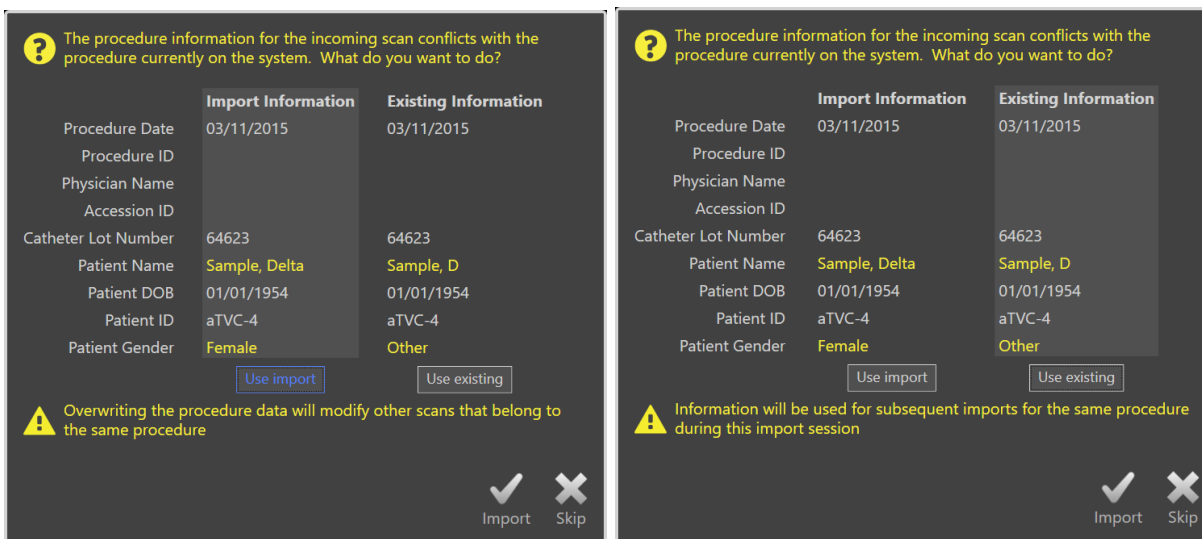 The procedure information for the incoming scan conflicts with the
procedure currently on the system.  What do you want to do?
Import Information Existing Information
Procedure Date 03/11/2015 03/11/2015
Procedure ID
Physician Name
Accession ID
Catheter Lot Number 64623 64623
Patient Name Sample, Delta Sample, D
Patient DOB 01/01/1954 01/01/1954
Patient ID aTVC-4 aTVC-4
Patient Gender Female Other
Use import Use existing
Overwriting the procedure data will modify other scans that belong to
the same procedure
Import Skip
The procedure information for the incoming scan conflicts with the
procedure currently on the system.  What do you want to do?
Import Information Existing Information
Procedure Date 03/11/2015 03/11/2015
Procedure ID
Physician Name
Accession ID
Catheter Lot Number 64623 64623
Patient Name Sample, Delta Sample, D
Patient DOB 01/01/1954 01/01/1954
Patient ID aTVC-4 aTVC-4
Patient Gender Female Other
Use import Use existing
Information will be used for subsequent imports for the same procedure
during this import session
Import Skip